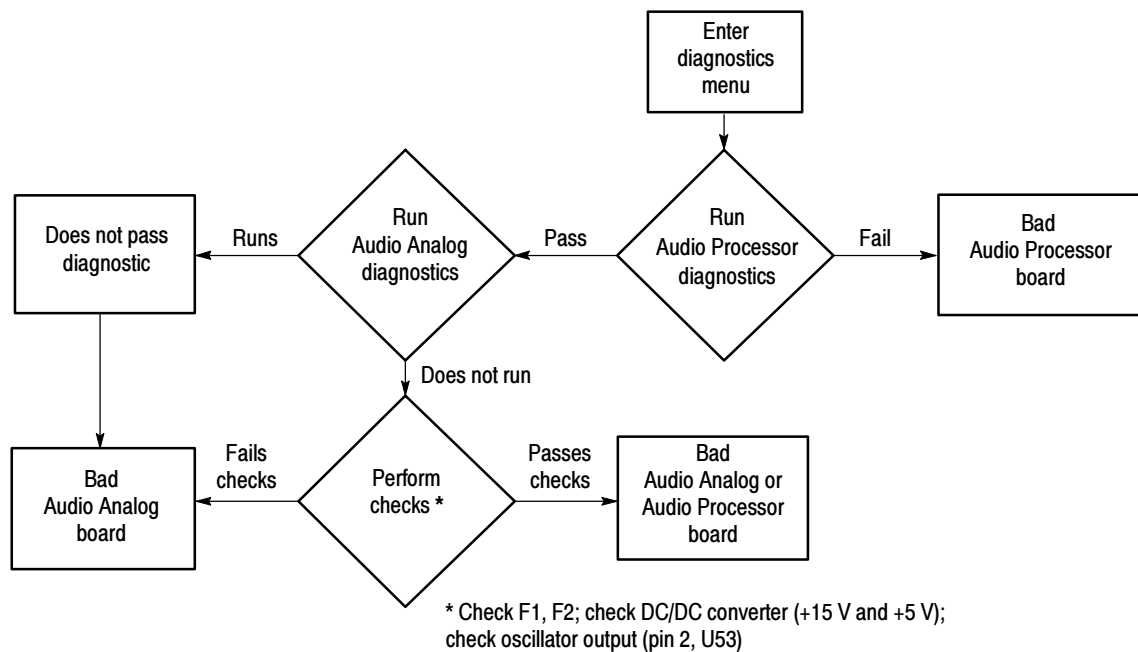 Enter
diagnostics
menu
Run
Audio Processor
diagnostics
Fail
Bad
Audio Processor
board
Pass
Run
Audio Analog
diagnostics
Runs
Does not pass
diagnostic
Does not run
Perform
checks *
Fails
checks
Bad
Audio Analog
board
Passes
checks
Bad
Audio Analog or
Audio Processor
board
* Check F1, F2; check DC/DC converter (+15 V and +5 V);
check oscillator output (pin 2, U53)